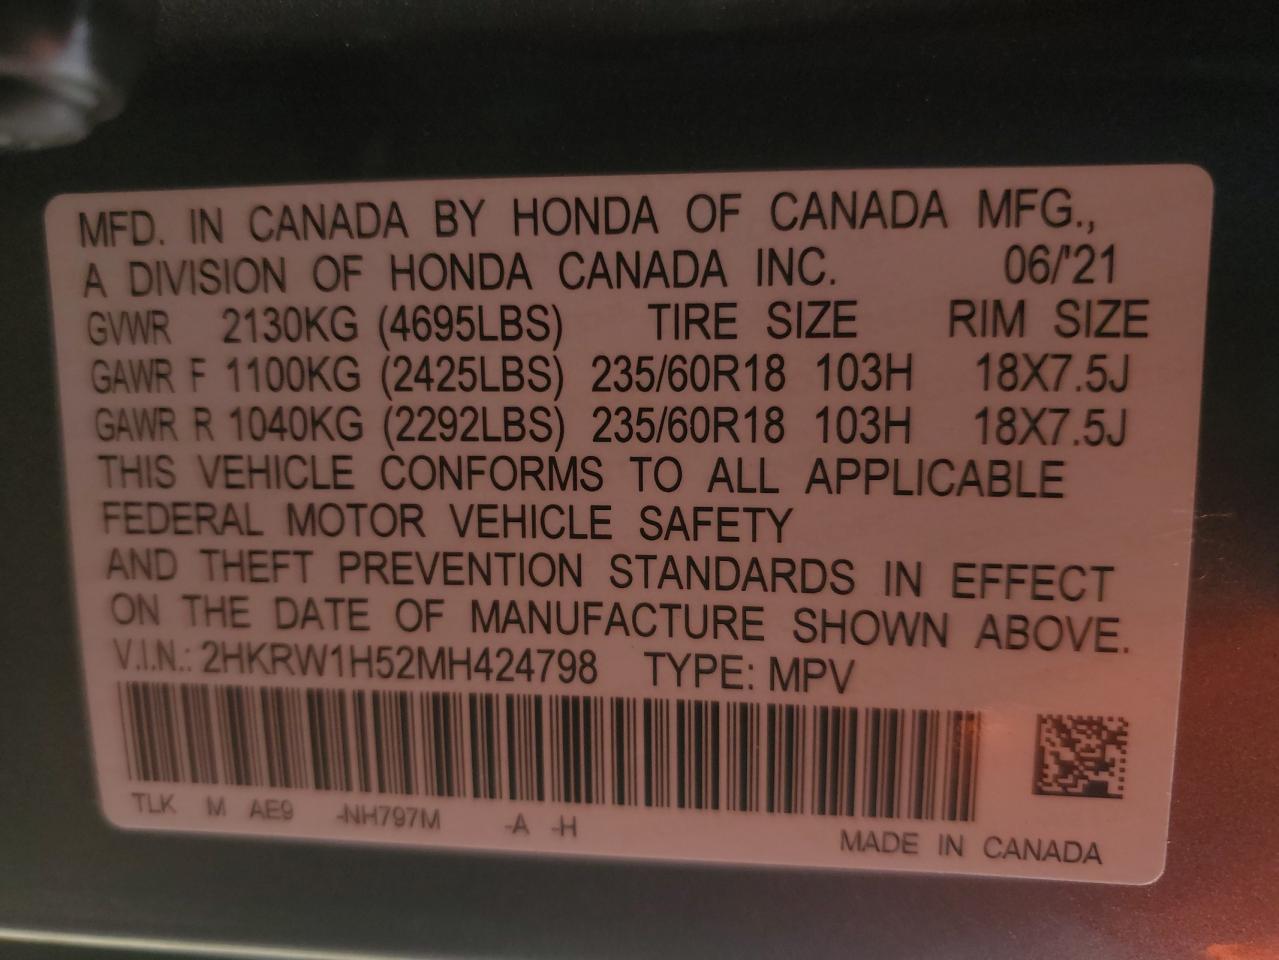 MFD. IN CANADA BY HONDA OF CANADA MFG.,
A DIVISION OF HONDA CANADA INC. 06/'21
GVWR 2130KG (4695LBS) TIRE SIZE RIM SIZE
GAWR F 1100KG (2425LBS) 235/60R18 103H 18X7.5J
GAWR R 1040KG (2292LBS) 235/60R18 103H 18X7.5J
THIS VEHICLE CONFORMS TO ALL APPLICABLE
FEDERAL MOTOR VEHICLE SAFETY
AND THEFT PREVENTION STANDARDS IN EFFECT
ON THE DATE OF MANUFACTURE SHOWN ABOVE.
V.I.N.: 2HKRW1H52MH424798 TYPE: MPV
TLK M AE9 -NH797M -A -H
MADE IN CANADA